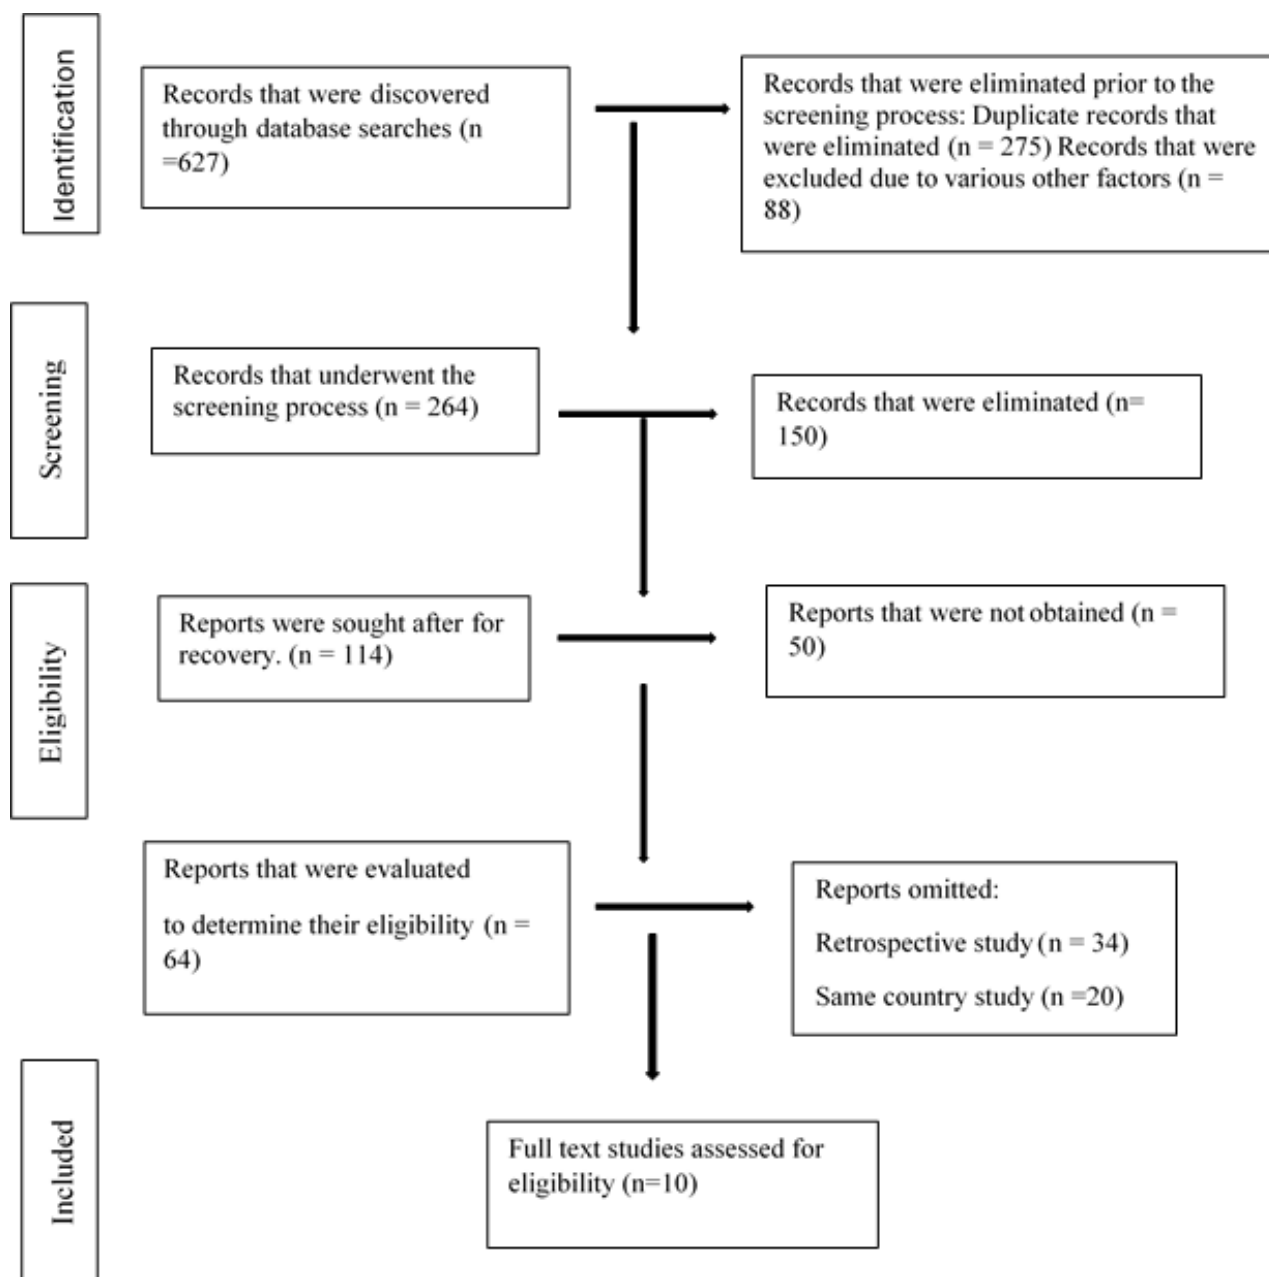 Identification
Records that were discovered
through database searches (n
=627)
Records that were eliminated prior to the
screening process: Duplicate records that
were eliminated (n = 275) Records that were
excluded due to various other factors (n =
88)
Screening
Records that underwent the
screening process (n = 264)
Records that were eliminated (n=
150)
Eligibility
Reports were sought after for
recovery. (n = 114)
Reports that were not obtained (n =
50)
Reports that were evaluated
to determine their eligibility (n =
64)
Reports omitted:
Retrospective study (n = 34)
Same country study (n =20)
Included
Full text studies assessed for
eligibility (n=10)